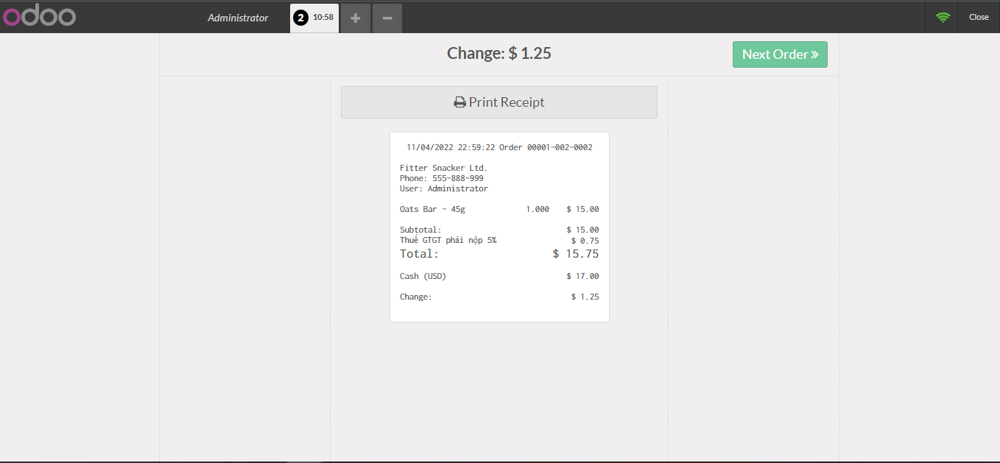 odoo
Administrator
2 10:58
Close
Change: $ 1.25
Next Order
Print Receipt
11/04/2022 22:59:22 Order 00001-002-0002
Fitter Snacker Ltd.
Phone: 555-888-999
User: Administrator
Oats Bar - 45g 1.000 $ 15.00
Subtotal: $ 15.00
Thuế GTGT phải nộp 5% $ 0.75
Total: $ 15.75
Cash (USD) $ 17.00
Change: $ 1.25